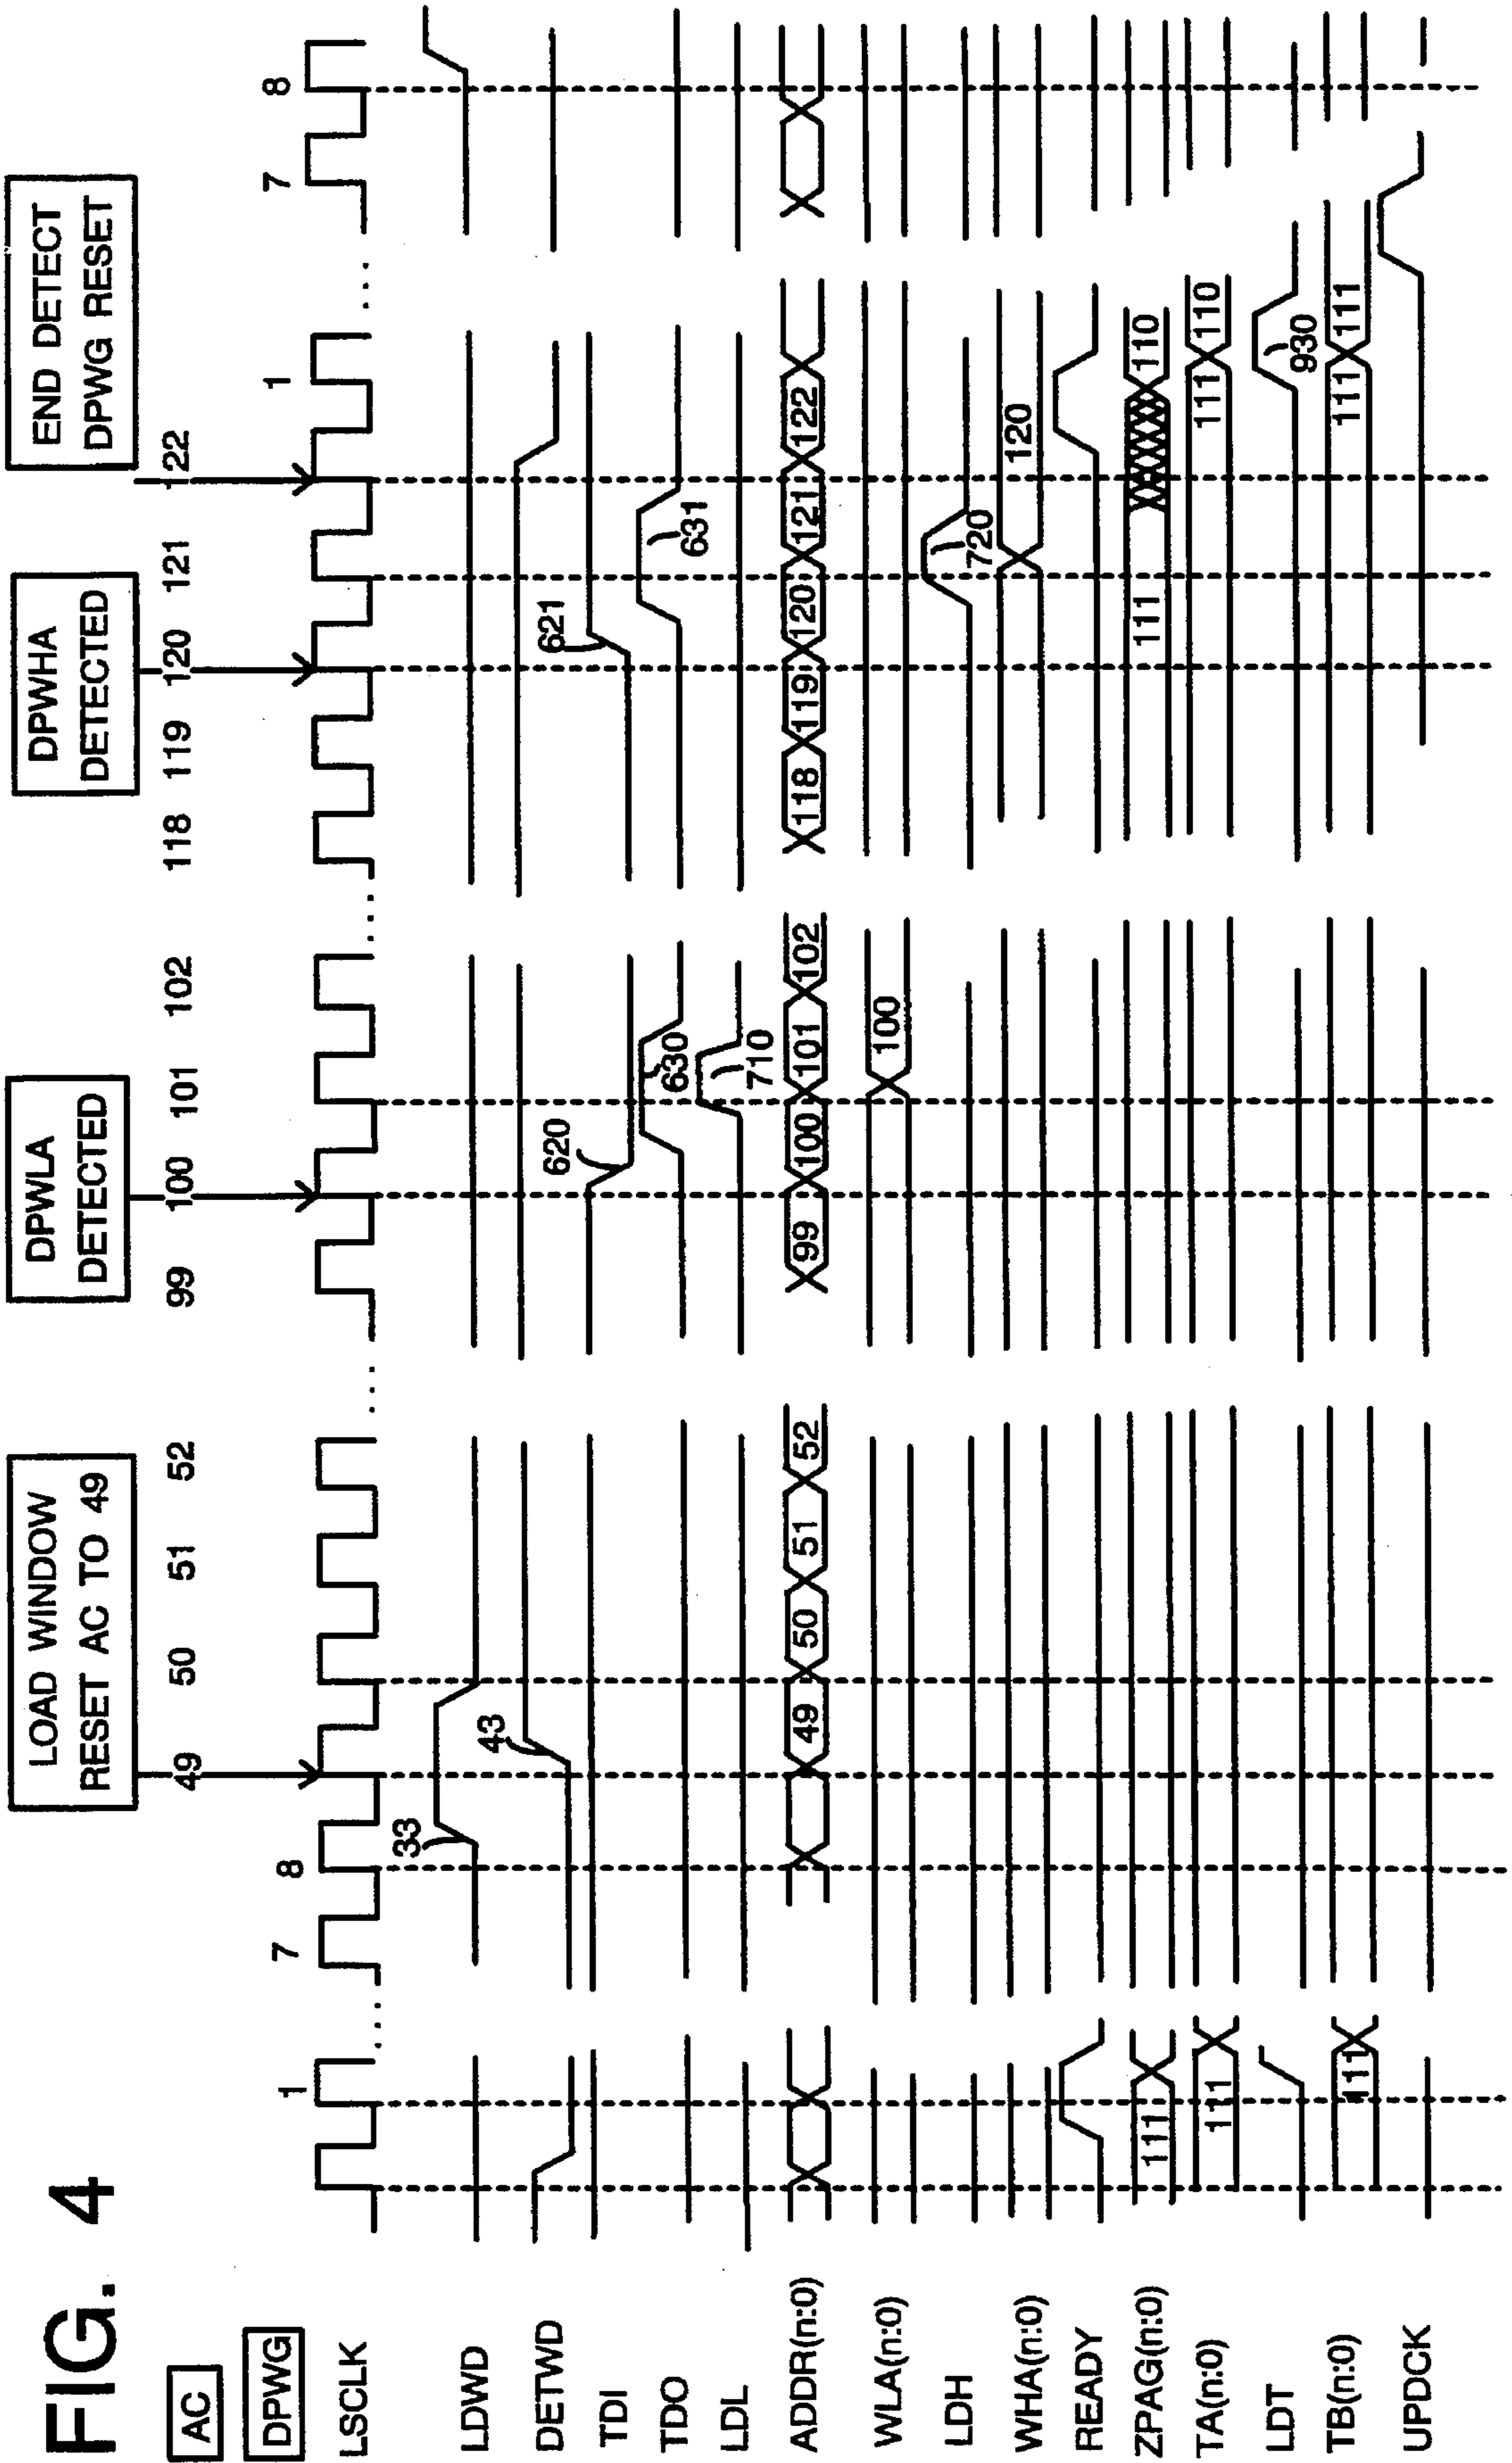 FIG. 4
LOAD WINDOW
RESET AC TO 49
DPWLA
DETECTED
DPWHA
DETECTED
END DETECT
DPWG RESET
AC 49 50 51 52 99 100 101 102 118 119 120 121 122
DPWG 1 7 8 1 7 8
LSCLK ... ... ... ...
LDWD 33
DETWD 43
TDI 620 621
TDO 630 631
LDL 710
ADDR(n:0) 49 50 51 52 99 100 101 102 118 119 120 121 122
WLA(n:0) 100
LDH 720
WHA(n:0) 120
READY
ZPAG(n:0) 111 111 110
TA(n:0) 111 111 110
LDT 930
TB(n:0) 111 111 111
UPDCK